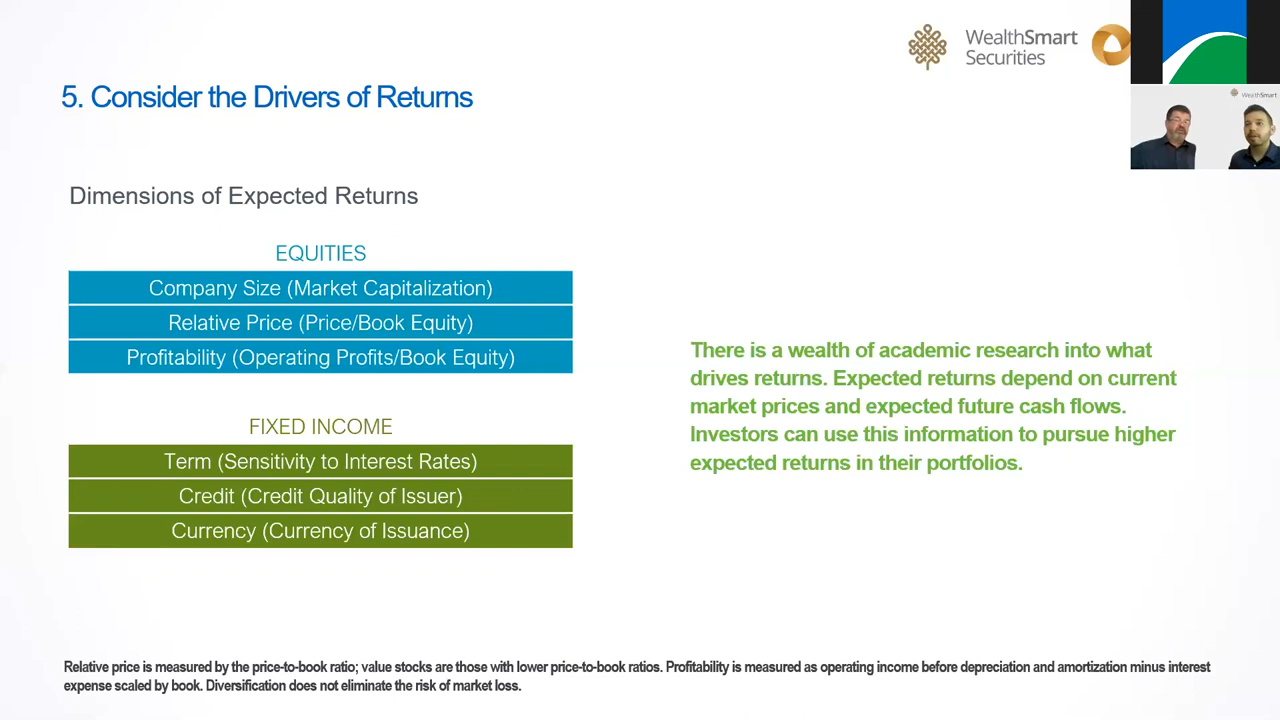 WealthSmart
Securities
WealthSmart
5. Consider the Drivers of Returns
Dimensions of Expected Returns
EQUITIES
Company Size (Market Capitalization)
Relative Price (Price/Book Equity)
Profitability (Operating Profits/Book Equity)
FIXED INCOME
Term (Sensitivity to Interest Rates)
Credit (Credit Quality of Issuer)
Currency (Currency of Issuance)
There is a wealth of academic research into what
drives returns. Expected returns depend on current
market prices and expected future cash flows.
Investors can use this information to pursue higher
expected returns in their portfolios.
Relative price is measured by the price-to-book ratio; value stocks are those with lower price-to-book ratios. Profitability is measured as operating income before depreciation and amortization minus interest
expense scaled by book. Diversification does not eliminate the risk of market loss.